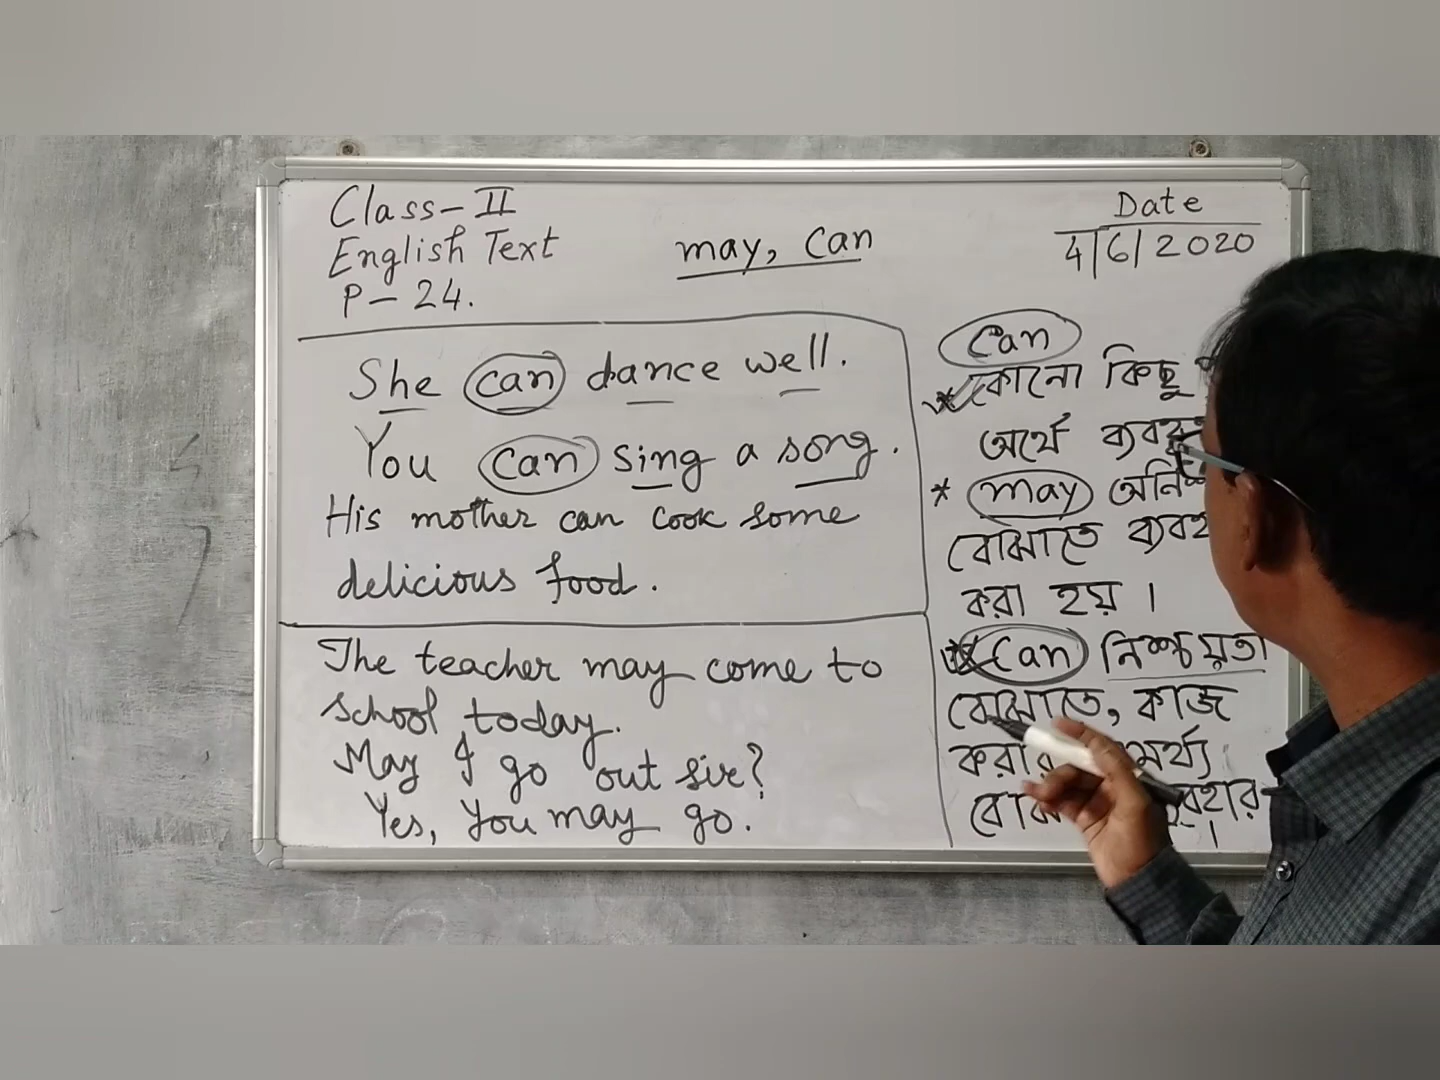 Class-II
English Text
P-24.
may, can
Date
4/6/2020
She can dance well.
You can sing a song.
His mother can cook some
delicious food.
The teacher may come to
school today.
May I go out sir?
Yes, you may go.
Can
* কোনো কিছু
অর্থে
* may
বোঝাতে
করা হয় ।
* Can নিশ্চয়তা
বোঝাতে, কাজ